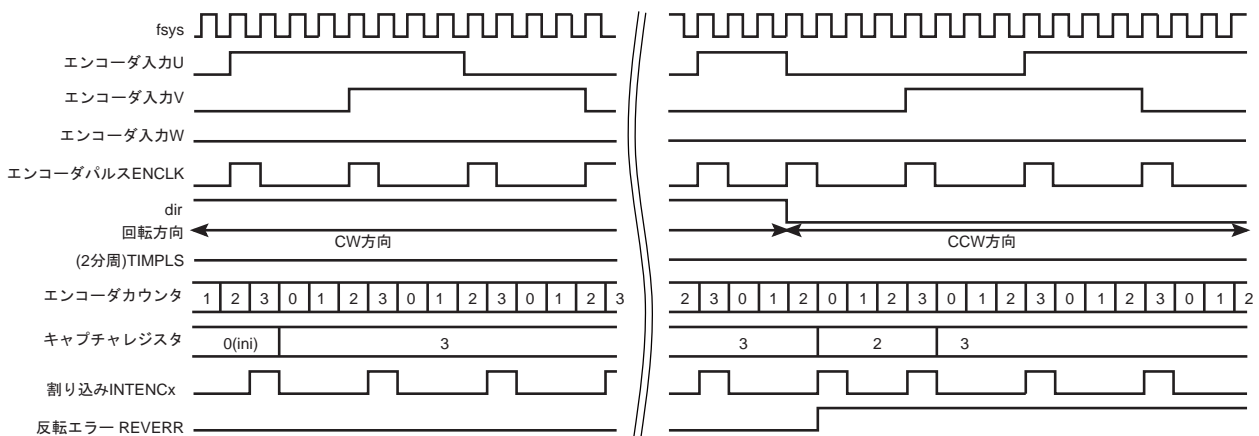 fsys
エンコーダ入力U
エンコーダ入力V
エンコーダ入力W
エンコーダパルスENCLK
dir
回転方向 CW方向 CCW方向
(2分周)TIMPLS
エンコーダカウンタ 1 2 3 0 1 2 3 0 1 2 3 0 1 2 3 2 3 0 1 2 0 1 2 3 0 1 2 3 0 1 2 3 0 1 2
キャプチャレジスタ 0(ini) 3 3 2 3
割り込みINTENCx
反転エラー REVERR